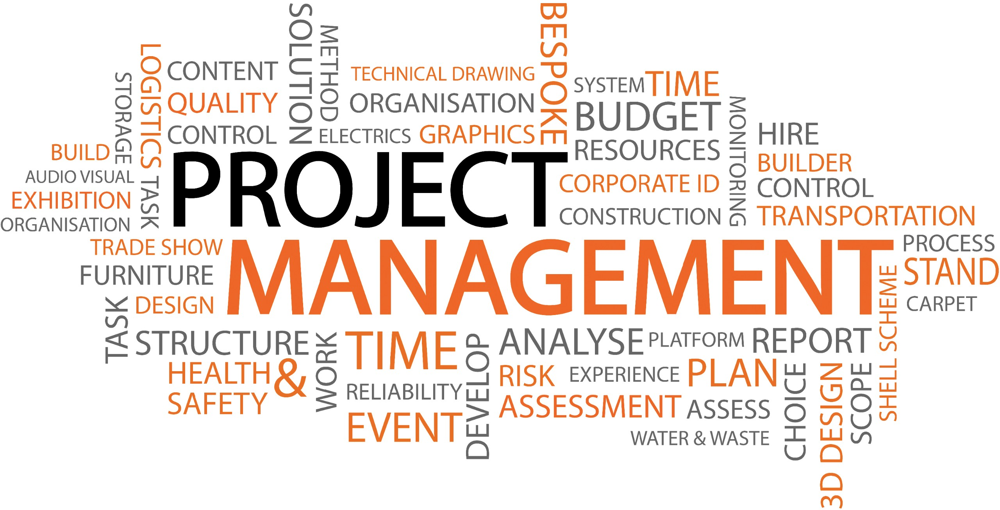 SOLUTION
METHOD
BESPOKE
LOGISTICS
STORAGE
CONTENT
QUALITY
CONTROL
TECHNICAL DRAWING
ORGANISATION
ELECTRICS
GRAPHICS
SYSTEM
TIME
BUDGET
RESOURCES
MONITORING
HIRE
BUILDER
CONTROL
TRANSPORTATION
BUILD
AUDIO VISUAL
EXHIBITION
ORGANISATION
TASK
PROJECT
CORPORATE ID
CONSTRUCTION
TRADE SHOW
FURNITURE
DESIGN
TASK
MANAGEMENT
PROCESS
STAND
CARPET
SHELL SCHEME
STRUCTURE
HEALTH &
SAFETY
WORK
TIME
RELIABILITY
EVENT
DEVELOP
ANALYSE
PLATFORM
REPORT
RISK
ASSESSMENT
EXPERIENCE
PLAN
ASSESS
WATER & WASTE
CHOICE
3D DESIGN
SCOPE